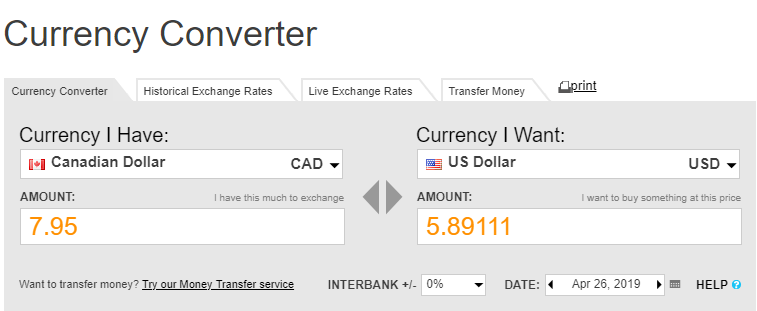 Currency Converter
Currency Converter Historical Exchange Rates Live Exchange Rates Transfer Money print
Currency I Have: Currency I Want:
Canadian Dollar CAD US Dollar USD
AMOUNT: I have this much to exchange AMOUNT: I want to buy something at this price
7.95 5.89111
Want to transfer money? Try our Money Transfer service INTERBANK +/- 0% DATE: Apr 26, 2019 HELP ?